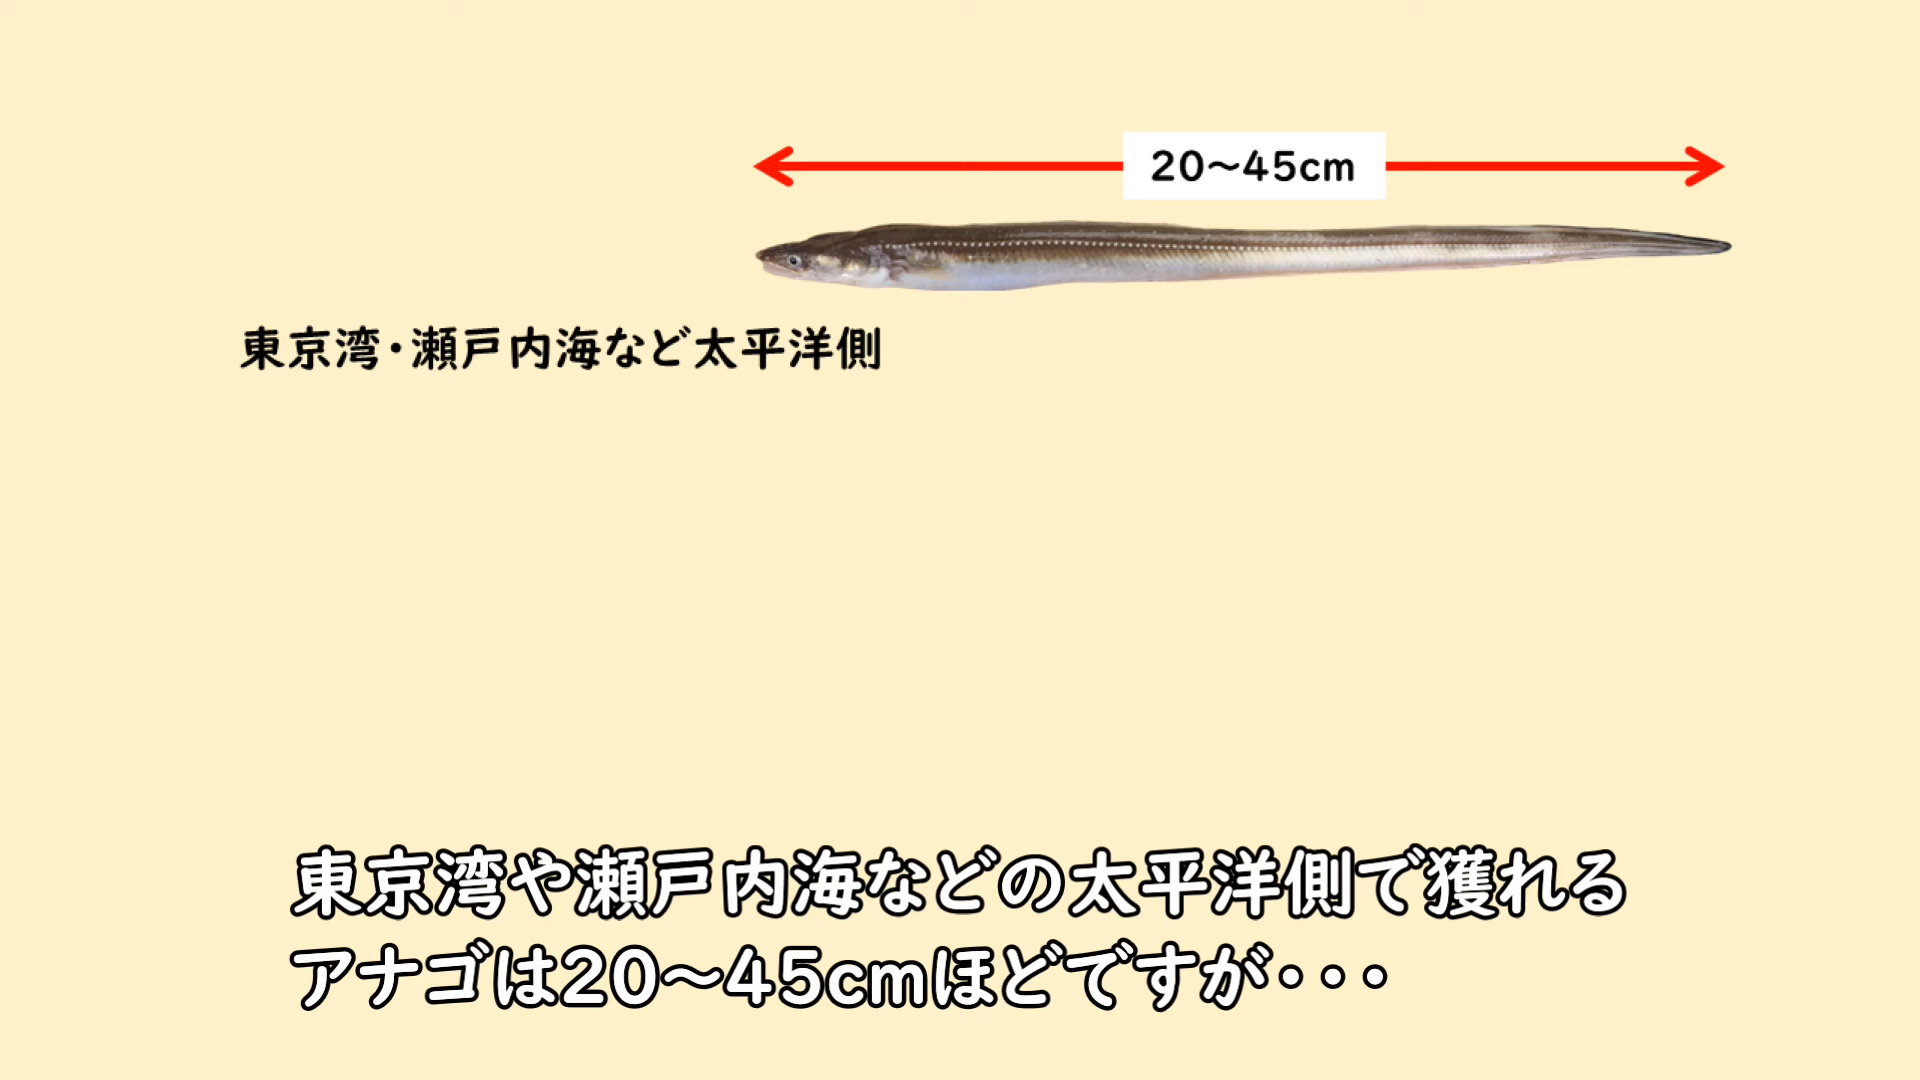 20〜45cm
東京湾・瀬戸内海など太平洋側
東京湾や瀬戸内海などの太平洋側で獲れる
アナゴは20〜45cmほどですが・・・